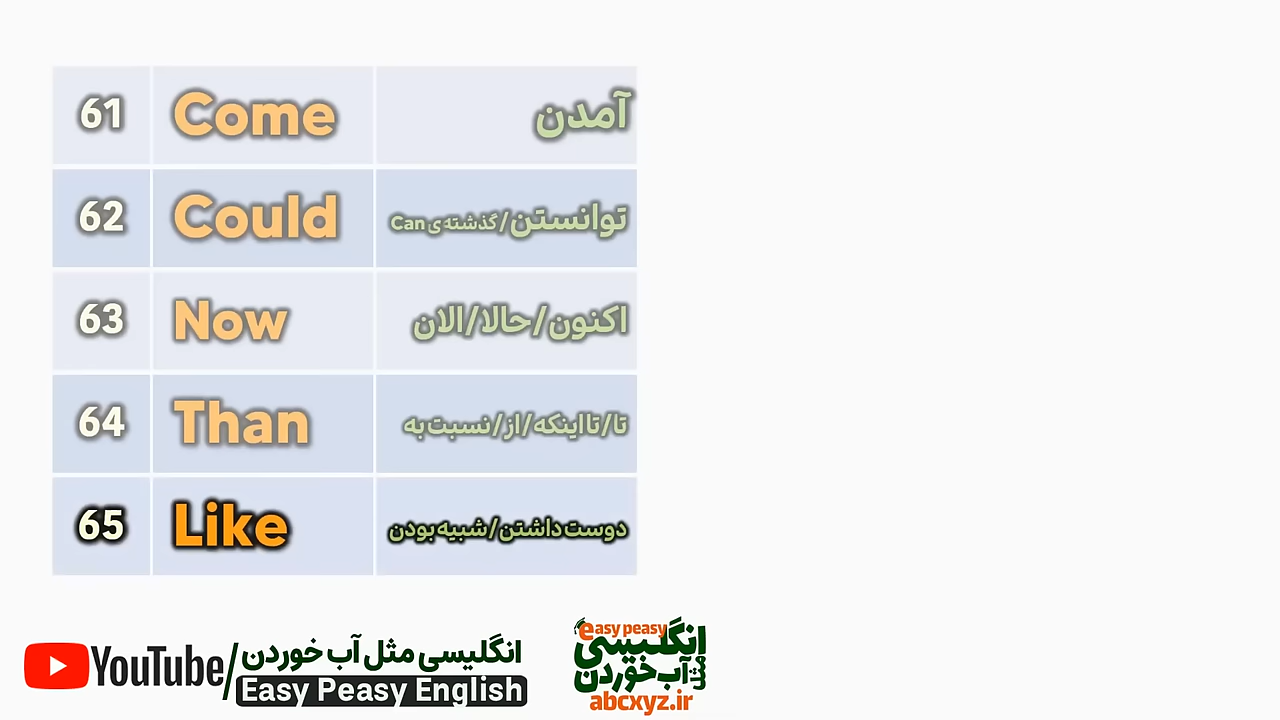 61 Come آمدن
62 Could توانستن/گذشته ی Can
63 Now اکنون/حالا/الان
64 Than تا/تا اینکه/از/نسبت به
65 Like دوست داشتن/شبیه بودن
YouTube/انگلیسی مثل آب خوردن
Easy Peasy English
easy peasy
انگلیسی
مثل
آب خوردن
abcxyz.ir